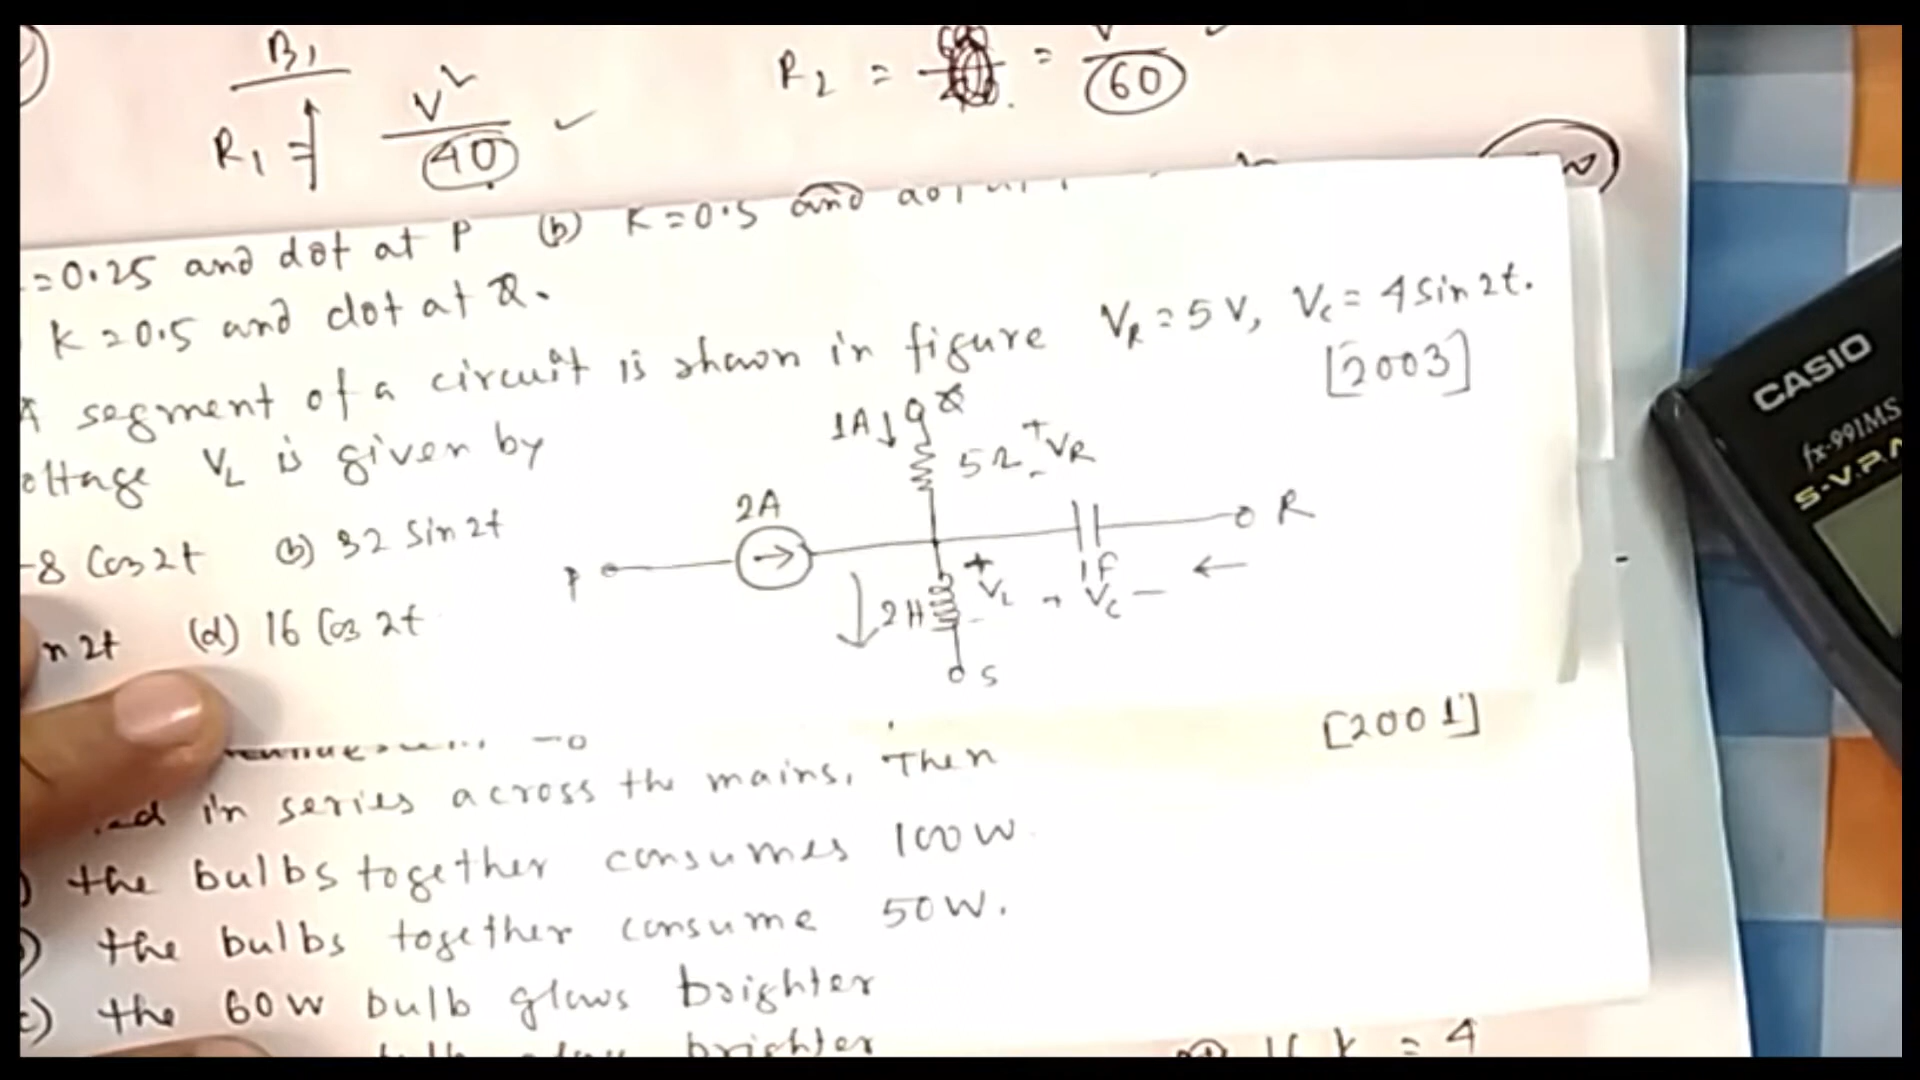 B1
R1 = V² / 40 ✓
R2 = = V / 60
= 0.25 and dot at P (b) K = 0.5 and
K = 0.5 and dot at Q.
A segment of a circuit is shown in figure VR = 5V, Vc = 4 sin 2t.
oltage VL is given by [2003]
-8 Cos 2t (b) 32 Sin 2t
n 2t (d) 16 Cos 2t
1A↓ Q
5Ω + VR -
2A
P
R
2H + VL -
1F
+ Vc -
S
[2001]
in series across the mains, Then
the bulbs together consumes 100W
the bulbs together consume 50W.
c) the 60W bulb glows brighter
brighter
= 4
CASIO
fx-991MS
S-V.P.A